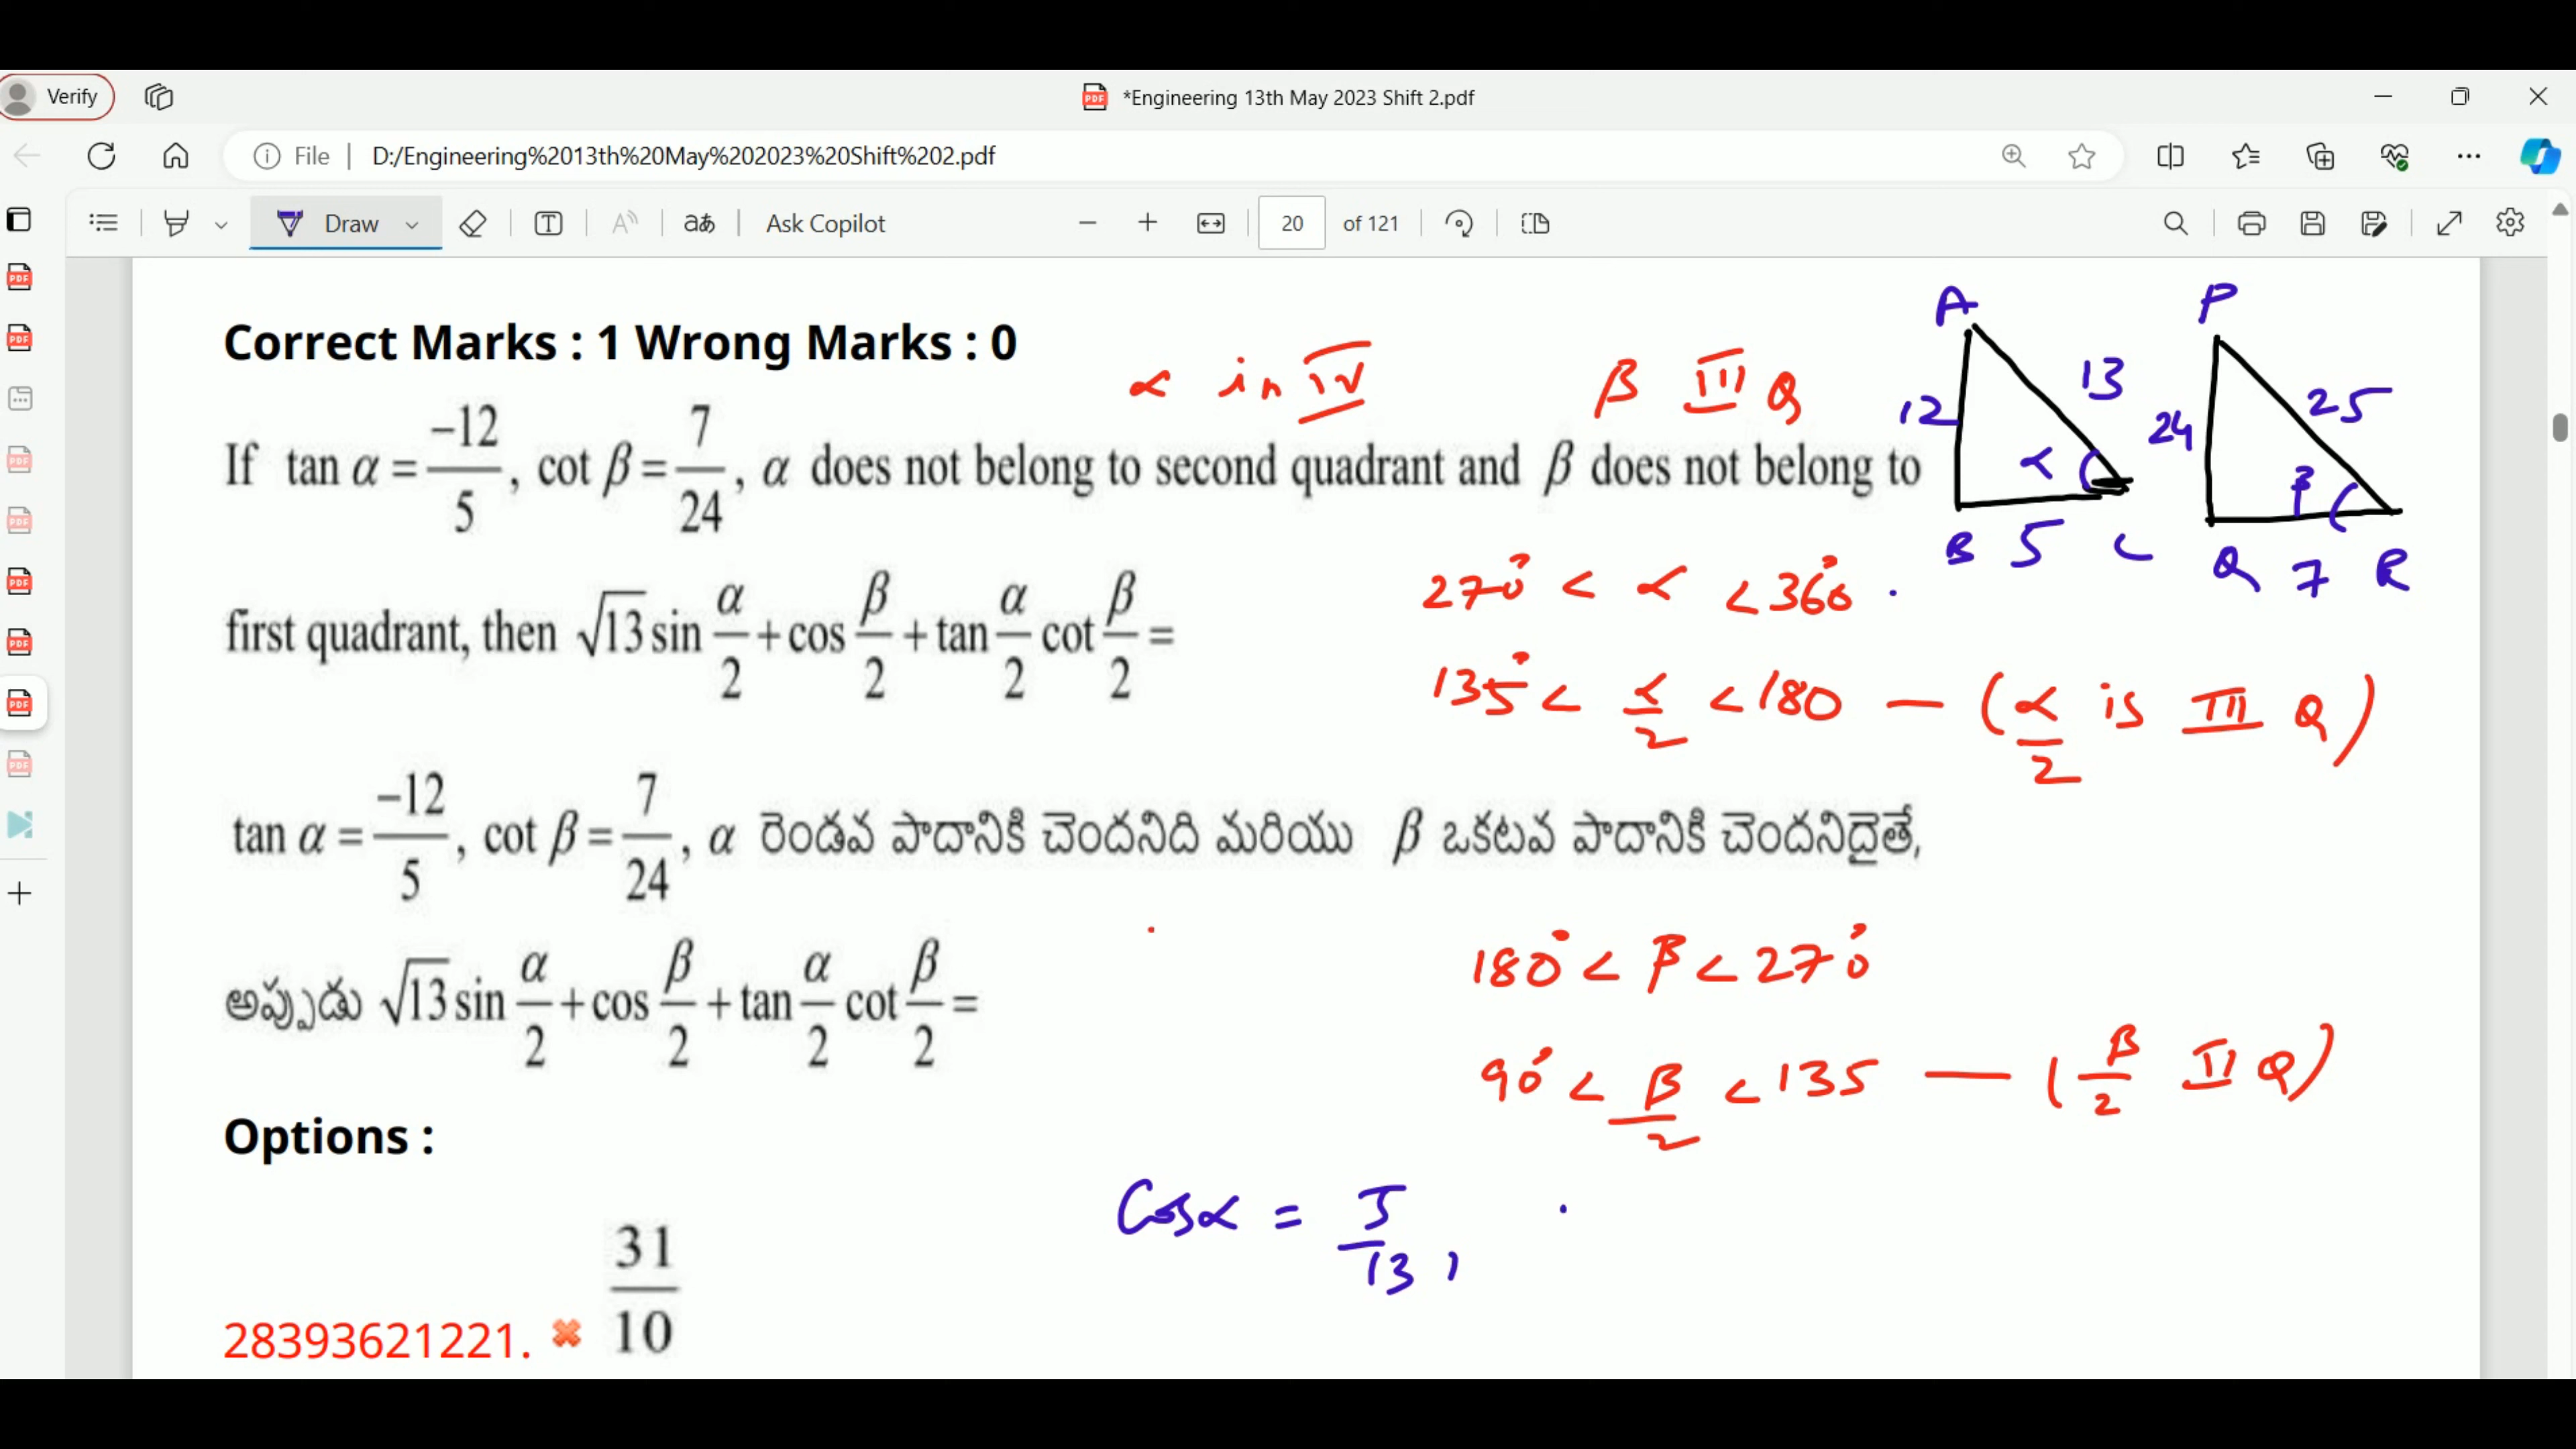 Verify
*Engineering 13th May 2023 Shift 2.pdf
File | D:/Engineering%2013th%20May%202023%20Shift%202.pdf
Draw
aあ
Ask Copilot
20 of 121
Correct Marks : 1 Wrong Marks : 0
α in IV
β III Q
If tan α = -12/5, cot β = 7/24, α does not belong to second quadrant and β does not belong to
first quadrant, then √13 sin α/2 + cos β/2 + tan α/2 cot β/2 =
A
12
13
α
B 5 C
P
24
25
β
Q 7 R
270° < α < 360°
135° < α/2 < 180 — (α/2 is III Q)
tan α = -12/5, cot β = 7/24, α రెండవ పాదానికి చెందనిది మరియు β ఒకటవ పాదానికి చెందనిదైతే,
అప్పుడు √13 sin α/2 + cos β/2 + tan α/2 cot β/2 =
180° < β < 270°
90° < β/2 < 135 — (β/2 II Q)
Options :
Cosα = 5/13,
28393621221. ✖ 31/10